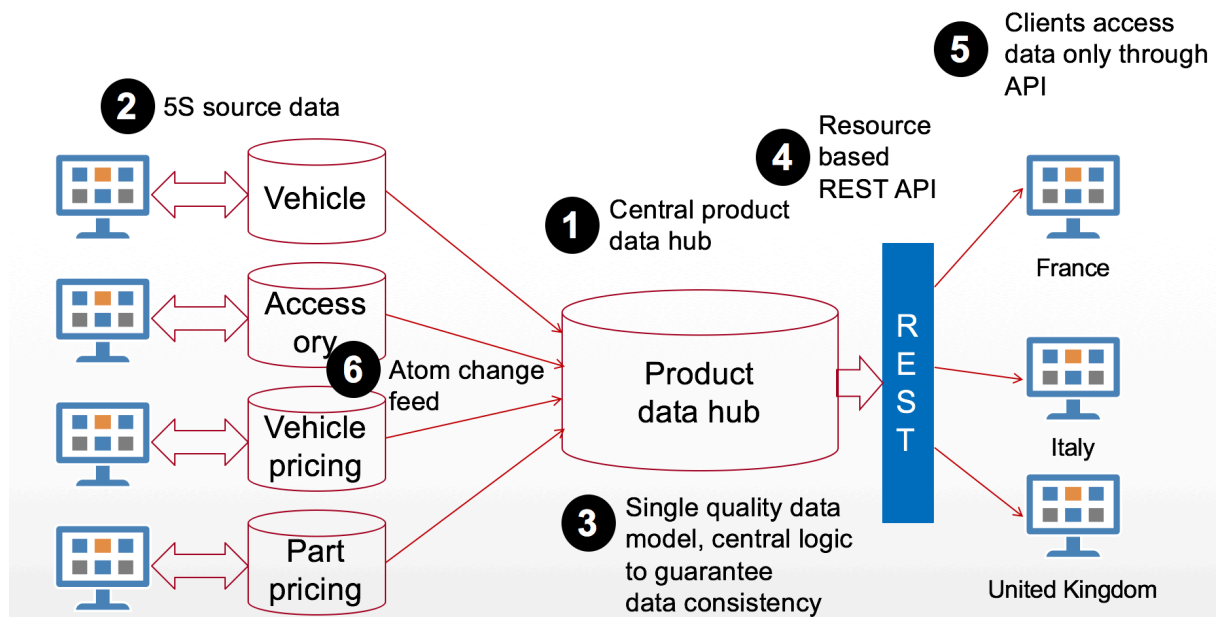 5
Clients access
data only through
API
2
5S source data
4
Resource
based
REST API
1
Central product
data hub
Vehicle
Access
ory
6
Atom change
feed
Vehicle
pricing
Part
pricing
Product
data hub
3
Single quality data
model, central logic
to guarantee
data consistency
R
E
S
T
France
Italy
United Kingdom